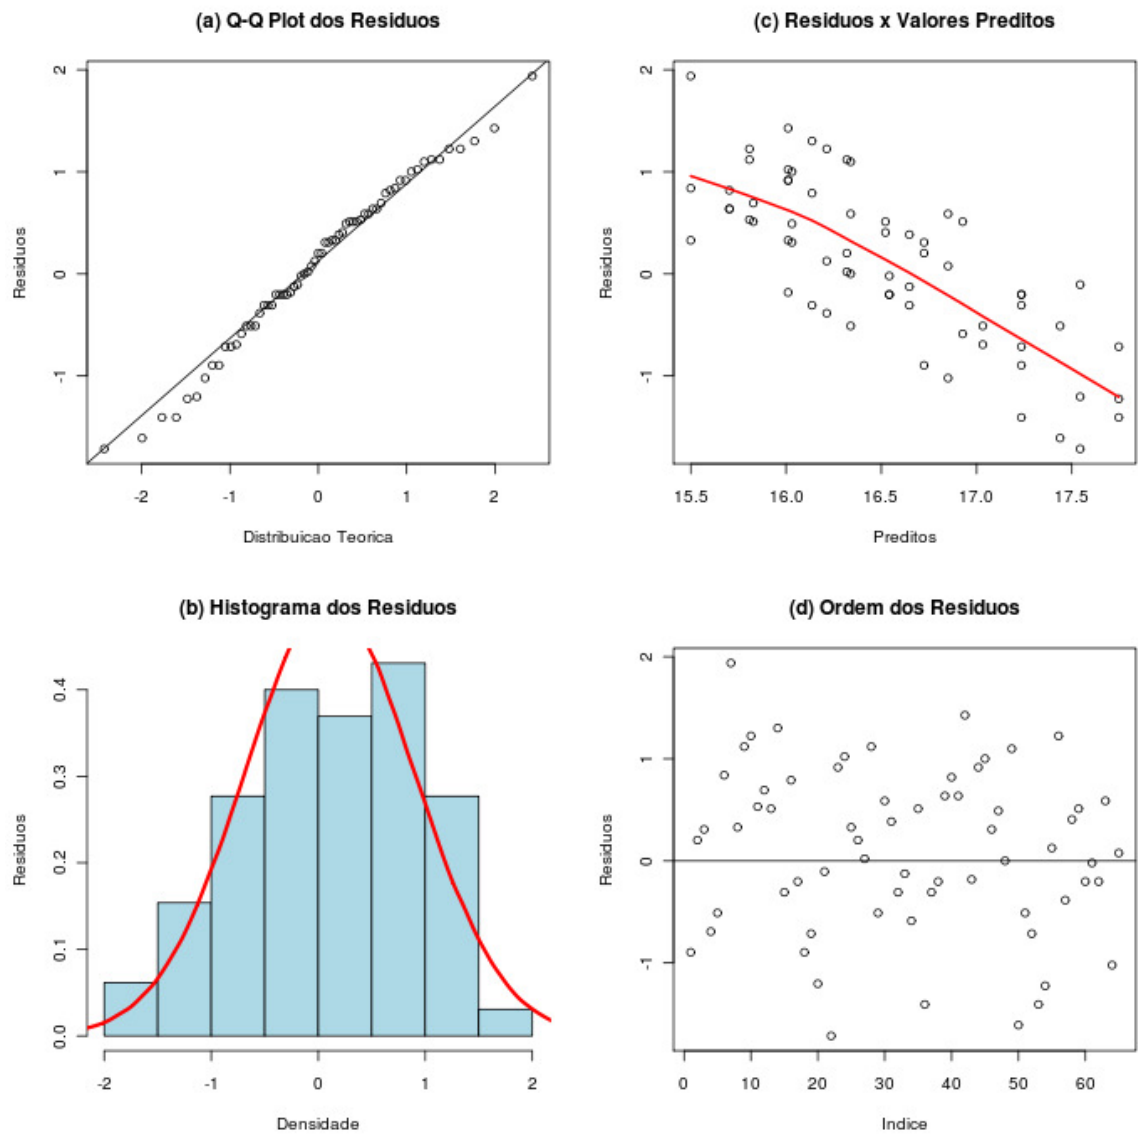 (a) Q-Q Plot dos Residuos
Residuos
2
1
0
-1
-2 -1 0 1 2
Distribuicao Teorica
(c) Residuos x Valores Preditos
Residuos
2
1
0
-1
15.5 16.0 16.5 17.0 17.5
Preditos
(b) Histograma dos Residuos
Residuos
0.4
0.3
0.2
0.1
0.0
-2 -1 0 1 2
Densidade
(d) Ordem dos Residuos
Residuos
2
1
0
-1
0 10 20 30 40 50 60
Indice